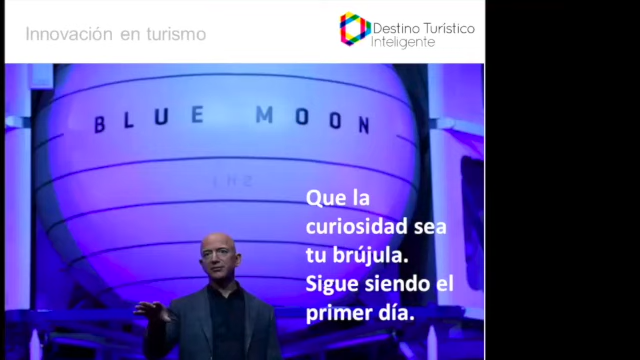 Innovación en turismo
Destino Turístico
Inteligente
BLUE MOON
Que la
curiosidad sea
tu brújula.
Sigue siendo el
primer día.